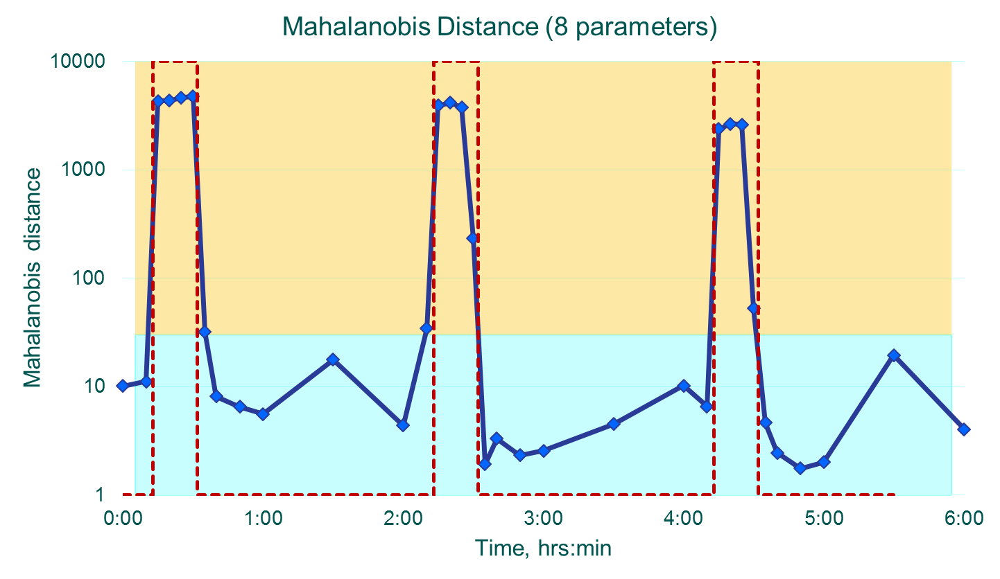 Mahalanobis Distance (8 parameters)
10000
1000
100
10
1
Mahalanobis distance
0:00 1:00 2:00 3:00 4:00 5:00 6:00
Time, hrs:min